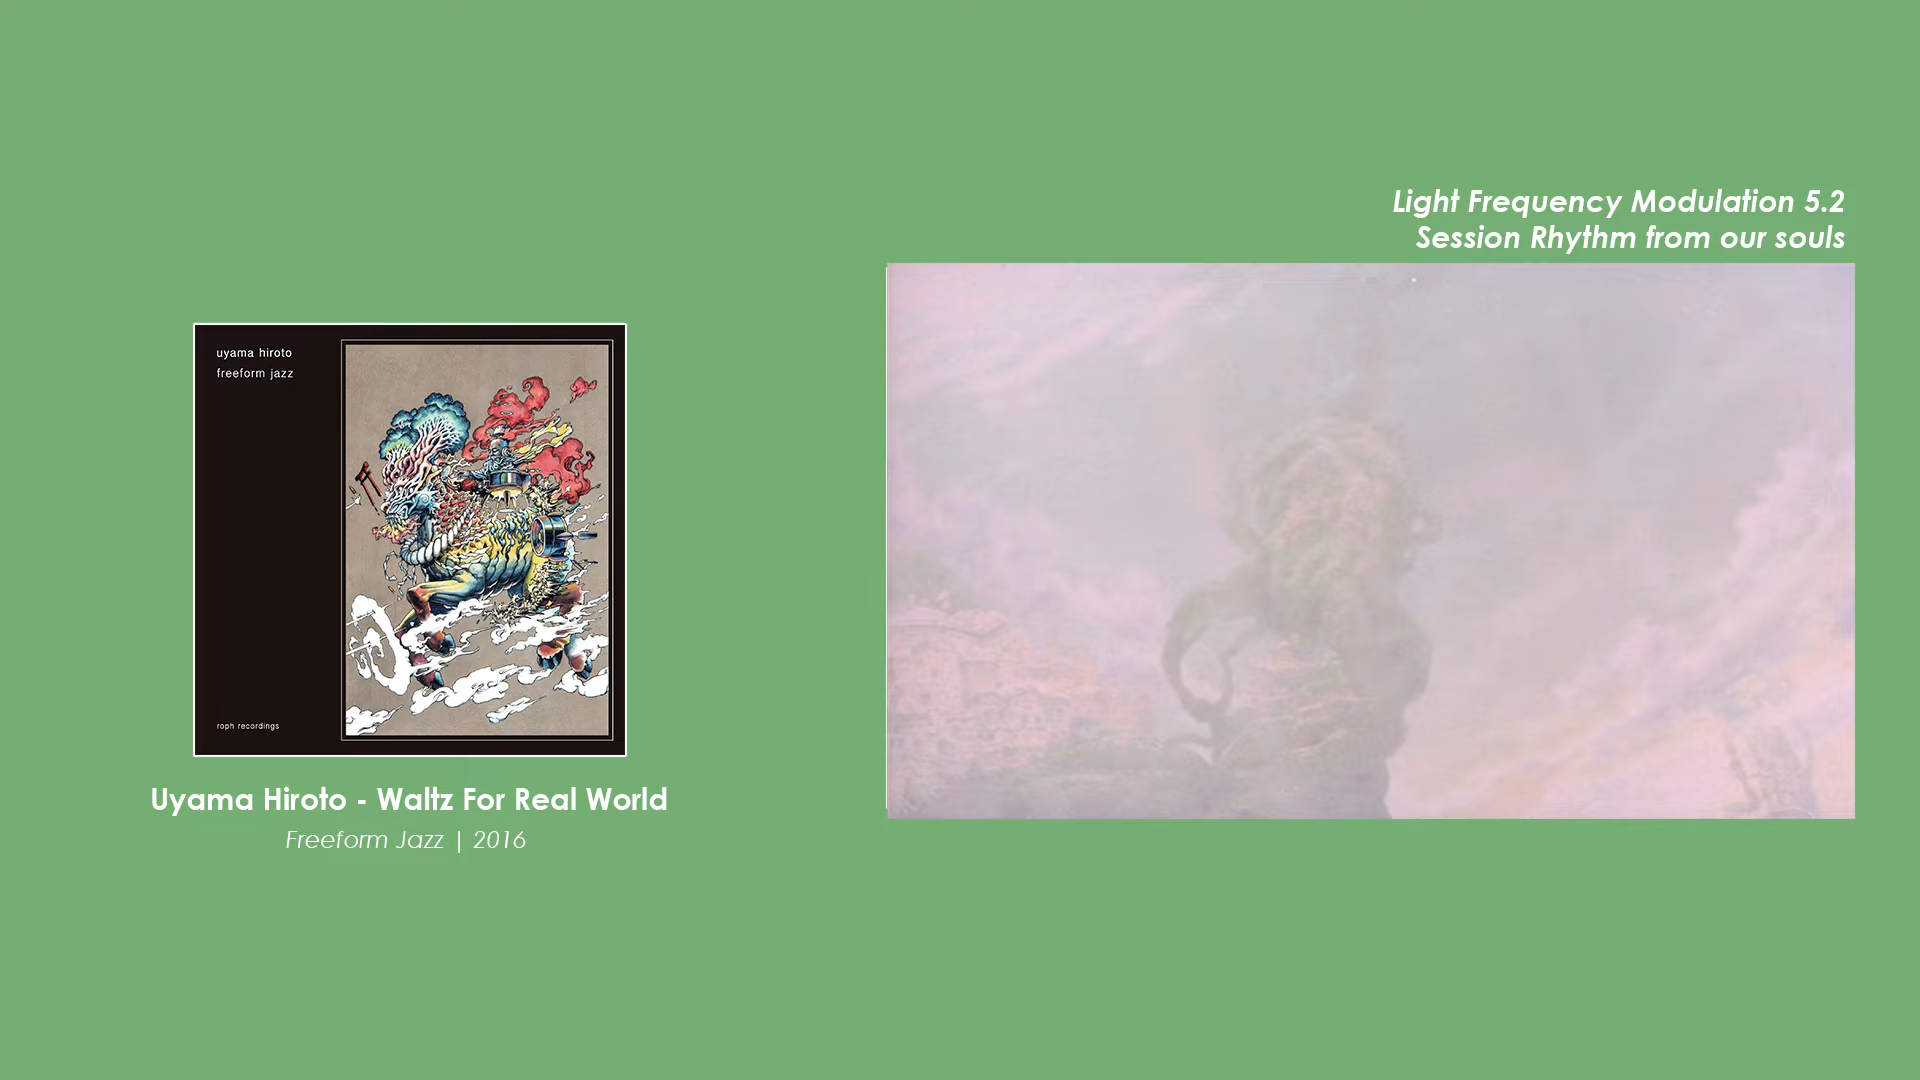 Light Frequency Modulation 5.2
Session Rhythm from our souls
uyama hiroto
freeform jazz
roph recordings
Uyama Hiroto - Waltz For Real World
Freeform Jazz | 2016